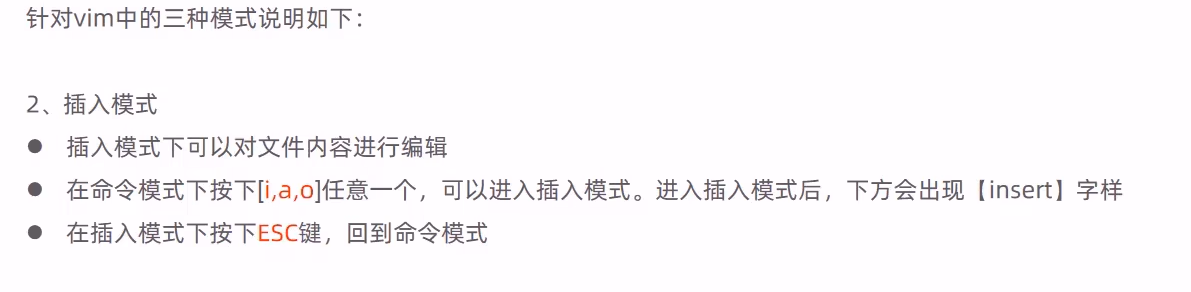 针对vim中的三种模式说明如下：
2、插入模式
● 插入模式下可以对文件内容进行编辑
● 在命令模式下按下[i,a,o]任意一个，可以进入插入模式。进入插入模式后，下方会出现【insert】字样
● 在插入模式下按下ESC键，回到命令模式